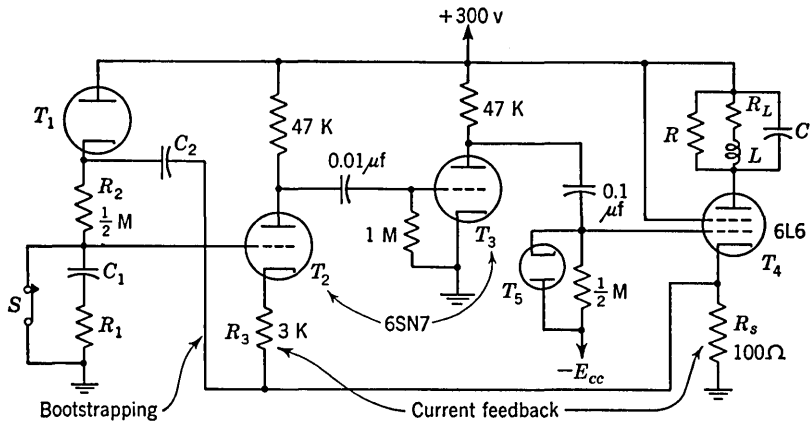 +300 v
T1
C2
R2
½ M
47 K
0.01μf
47 K
R
RL
L
C
0.1
μf
6L6
T4
1 M
T3
T2
6SN7
T5
½ M
−Ecc
S
C1
R1
R3
3 K
Rs
100Ω
Bootstrapping
Current feedback